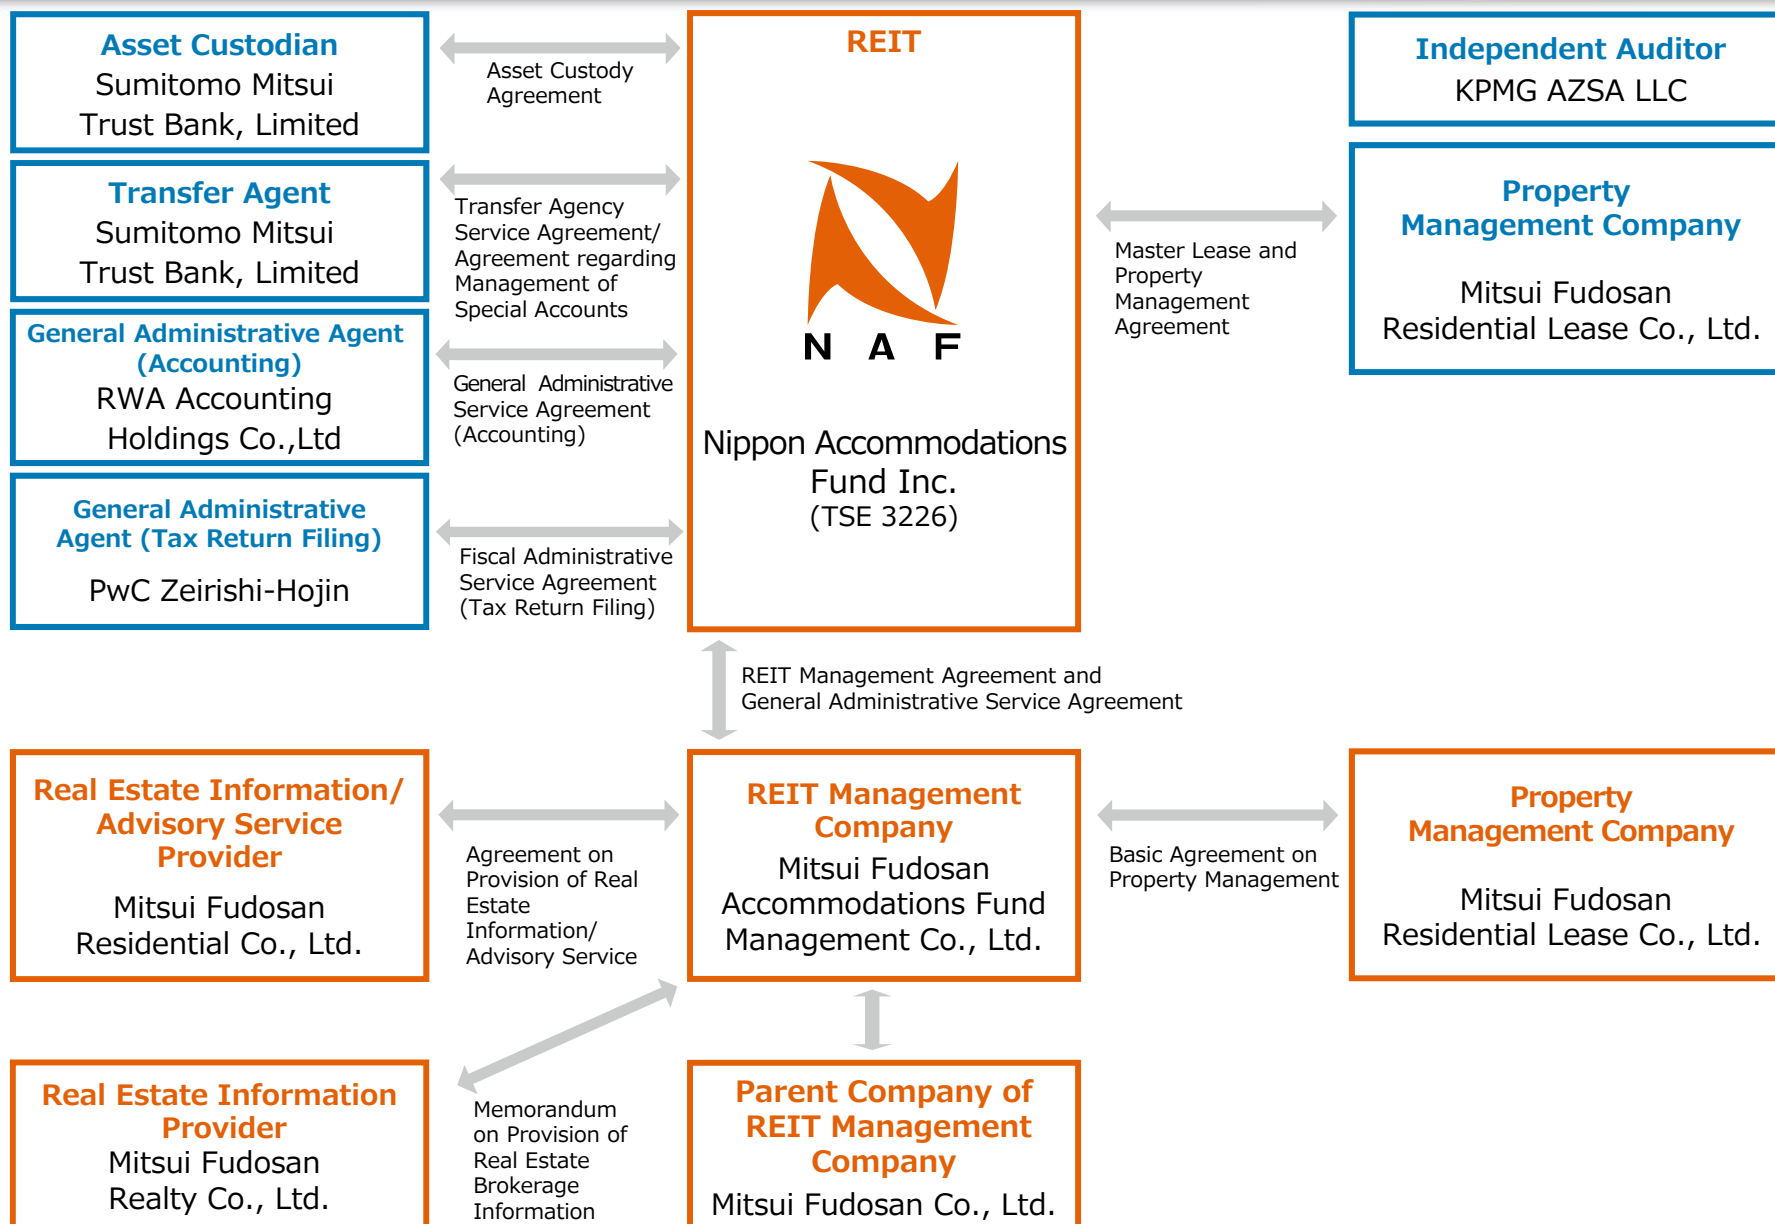 Asset Custodian
Sumitomo Mitsui
Trust Bank, Limited
Asset Custody
Agreement
Transfer Agent
Sumitomo Mitsui
Trust Bank, Limited
Transfer Agency
Service Agreement/
Agreement regarding
Management of
Special Accounts
General Administrative Agent
(Accounting)
RWA Accounting
Holdings Co.,Ltd
General Administrative
Service Agreement
(Accounting)
General Administrative
Agent (Tax Return Filing)
PwC Zeirishi-Hojin
Fiscal Administrative
Service Agreement
(Tax Return Filing)
REIT
N A F
Nippon Accommodations
Fund Inc.
(TSE 3226)
Independent Auditor
KPMG AZSA LLC
Master Lease and
Property
Management
Agreement
Property
Management Company
Mitsui Fudosan
Residential Lease Co., Ltd.
REIT Management Agreement and
General Administrative Service Agreement
Real Estate Information/
Advisory Service
Provider
Mitsui Fudosan
Residential Co., Ltd.
Agreement on
Provision of Real
Estate
Information/
Advisory Service
REIT Management
Company
Mitsui Fudosan
Accommodations Fund
Management Co., Ltd.
Basic Agreement on
Property Management
Property
Management Company
Mitsui Fudosan
Residential Lease Co., Ltd.
Real Estate Information
Provider
Mitsui Fudosan
Realty Co., Ltd.
Memorandum
on Provision of
Real Estate
Brokerage
Information
Parent Company of
REIT Management
Company
Mitsui Fudosan Co., Ltd.